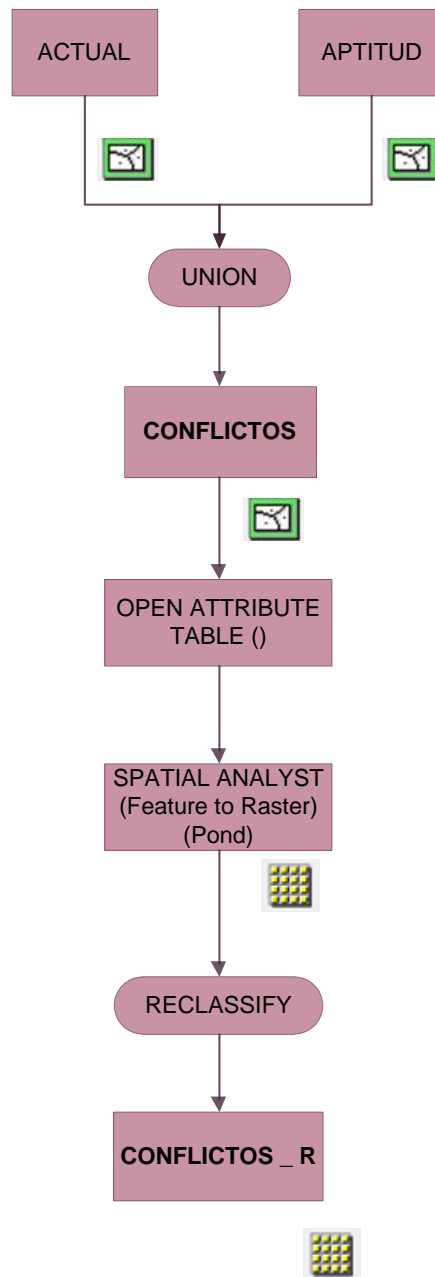 ACTUAL
APTITUD
UNION
CONFLICTOS
OPEN ATTRIBUTE
TABLE ()
SPATIAL ANALYST
(Feature to Raster)
(Pond)
RECLASSIFY
CONFLICTOS _ R